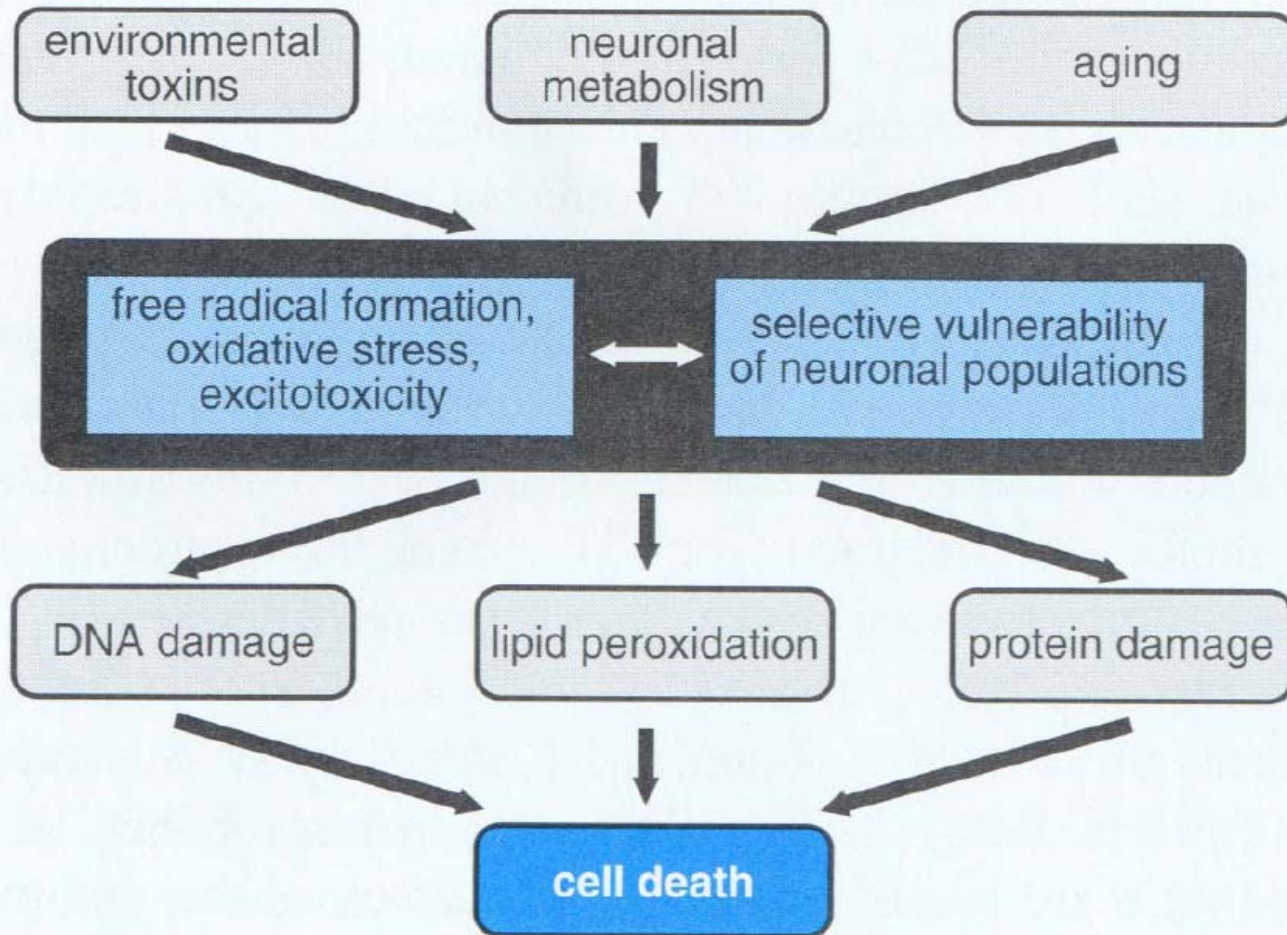 environmental
toxins
neuronal
metabolism
aging
free radical formation,
oxidative stress,
excitotoxicity
selective vulnerability
of neuronal populations
DNA damage
lipid peroxidation
protein damage
cell death